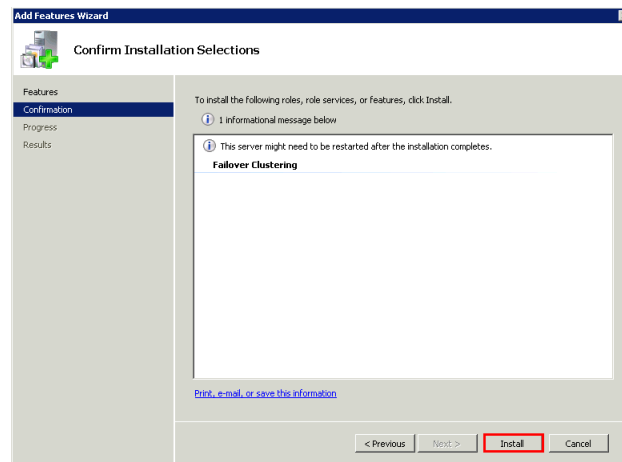 Add Features Wizard
Confirm Installation Selections
Features
Confirmation
Progress
Results
To install the following roles, role services, or features, click Install.
1 informational message below
This server might need to be restarted after the installation completes.
Failover Clustering
Print, e-mail, or save this information
< Previous
Next >
Install
Cancel